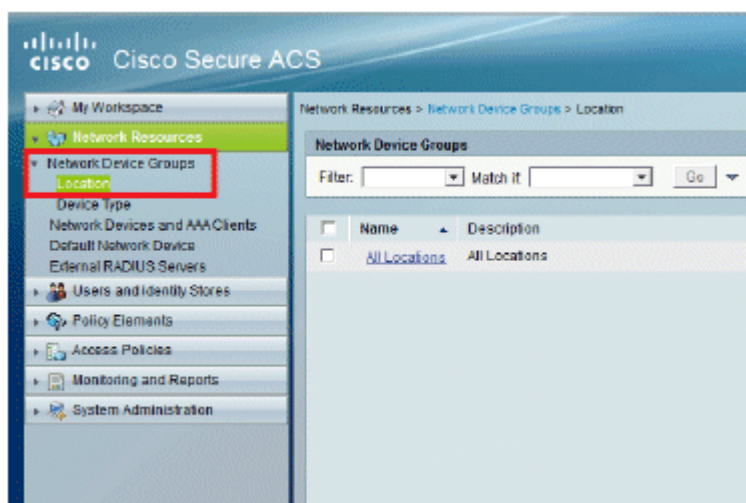 CISCO Cisco Secure ACS
My Workspace
Network Resources
Network Device Groups
Location
Device Type
Network Devices and AAA Clients
Default Network Device
External RADIUS Servers
Users and Identity Stores
Policy Elements
Access Policies
Monitoring and Reports
System Administration
Network Resources > Network Device Groups > Location
Network Device Groups
Filter: Match if: Go
Name Description
All Locations All Locations